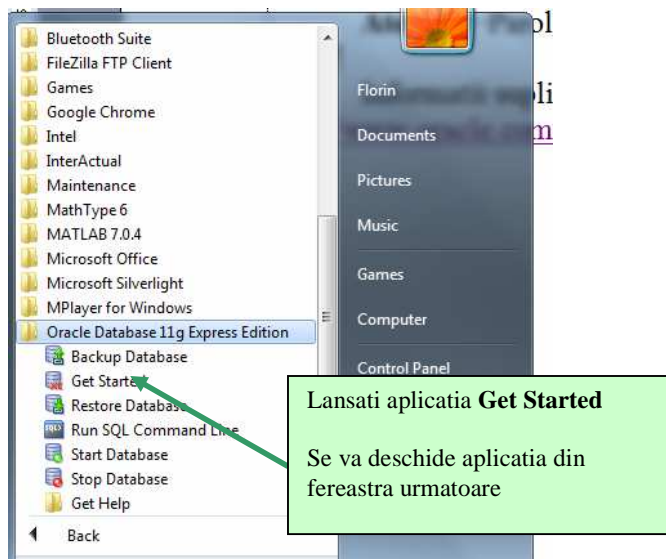 Bluetooth Suite
FileZilla FTP Client
Games
Google Chrome
Intel
InterActual
Maintenance
MathType 6
MATLAB 7.0.4
Microsoft Office
Microsoft Silverlight
MPlayer for Windows
Oracle Database 11g Express Edition
Backup Database
Get Started
Restore Database
Run SQL Command Line
Start Database
Stop Database
Get Help
Back
Florin
Documents
Pictures
Music
Games
Computer
Control Panel
Lansati aplicatia Get Started
Se va deschide aplicatia din
fereastra urmatoare